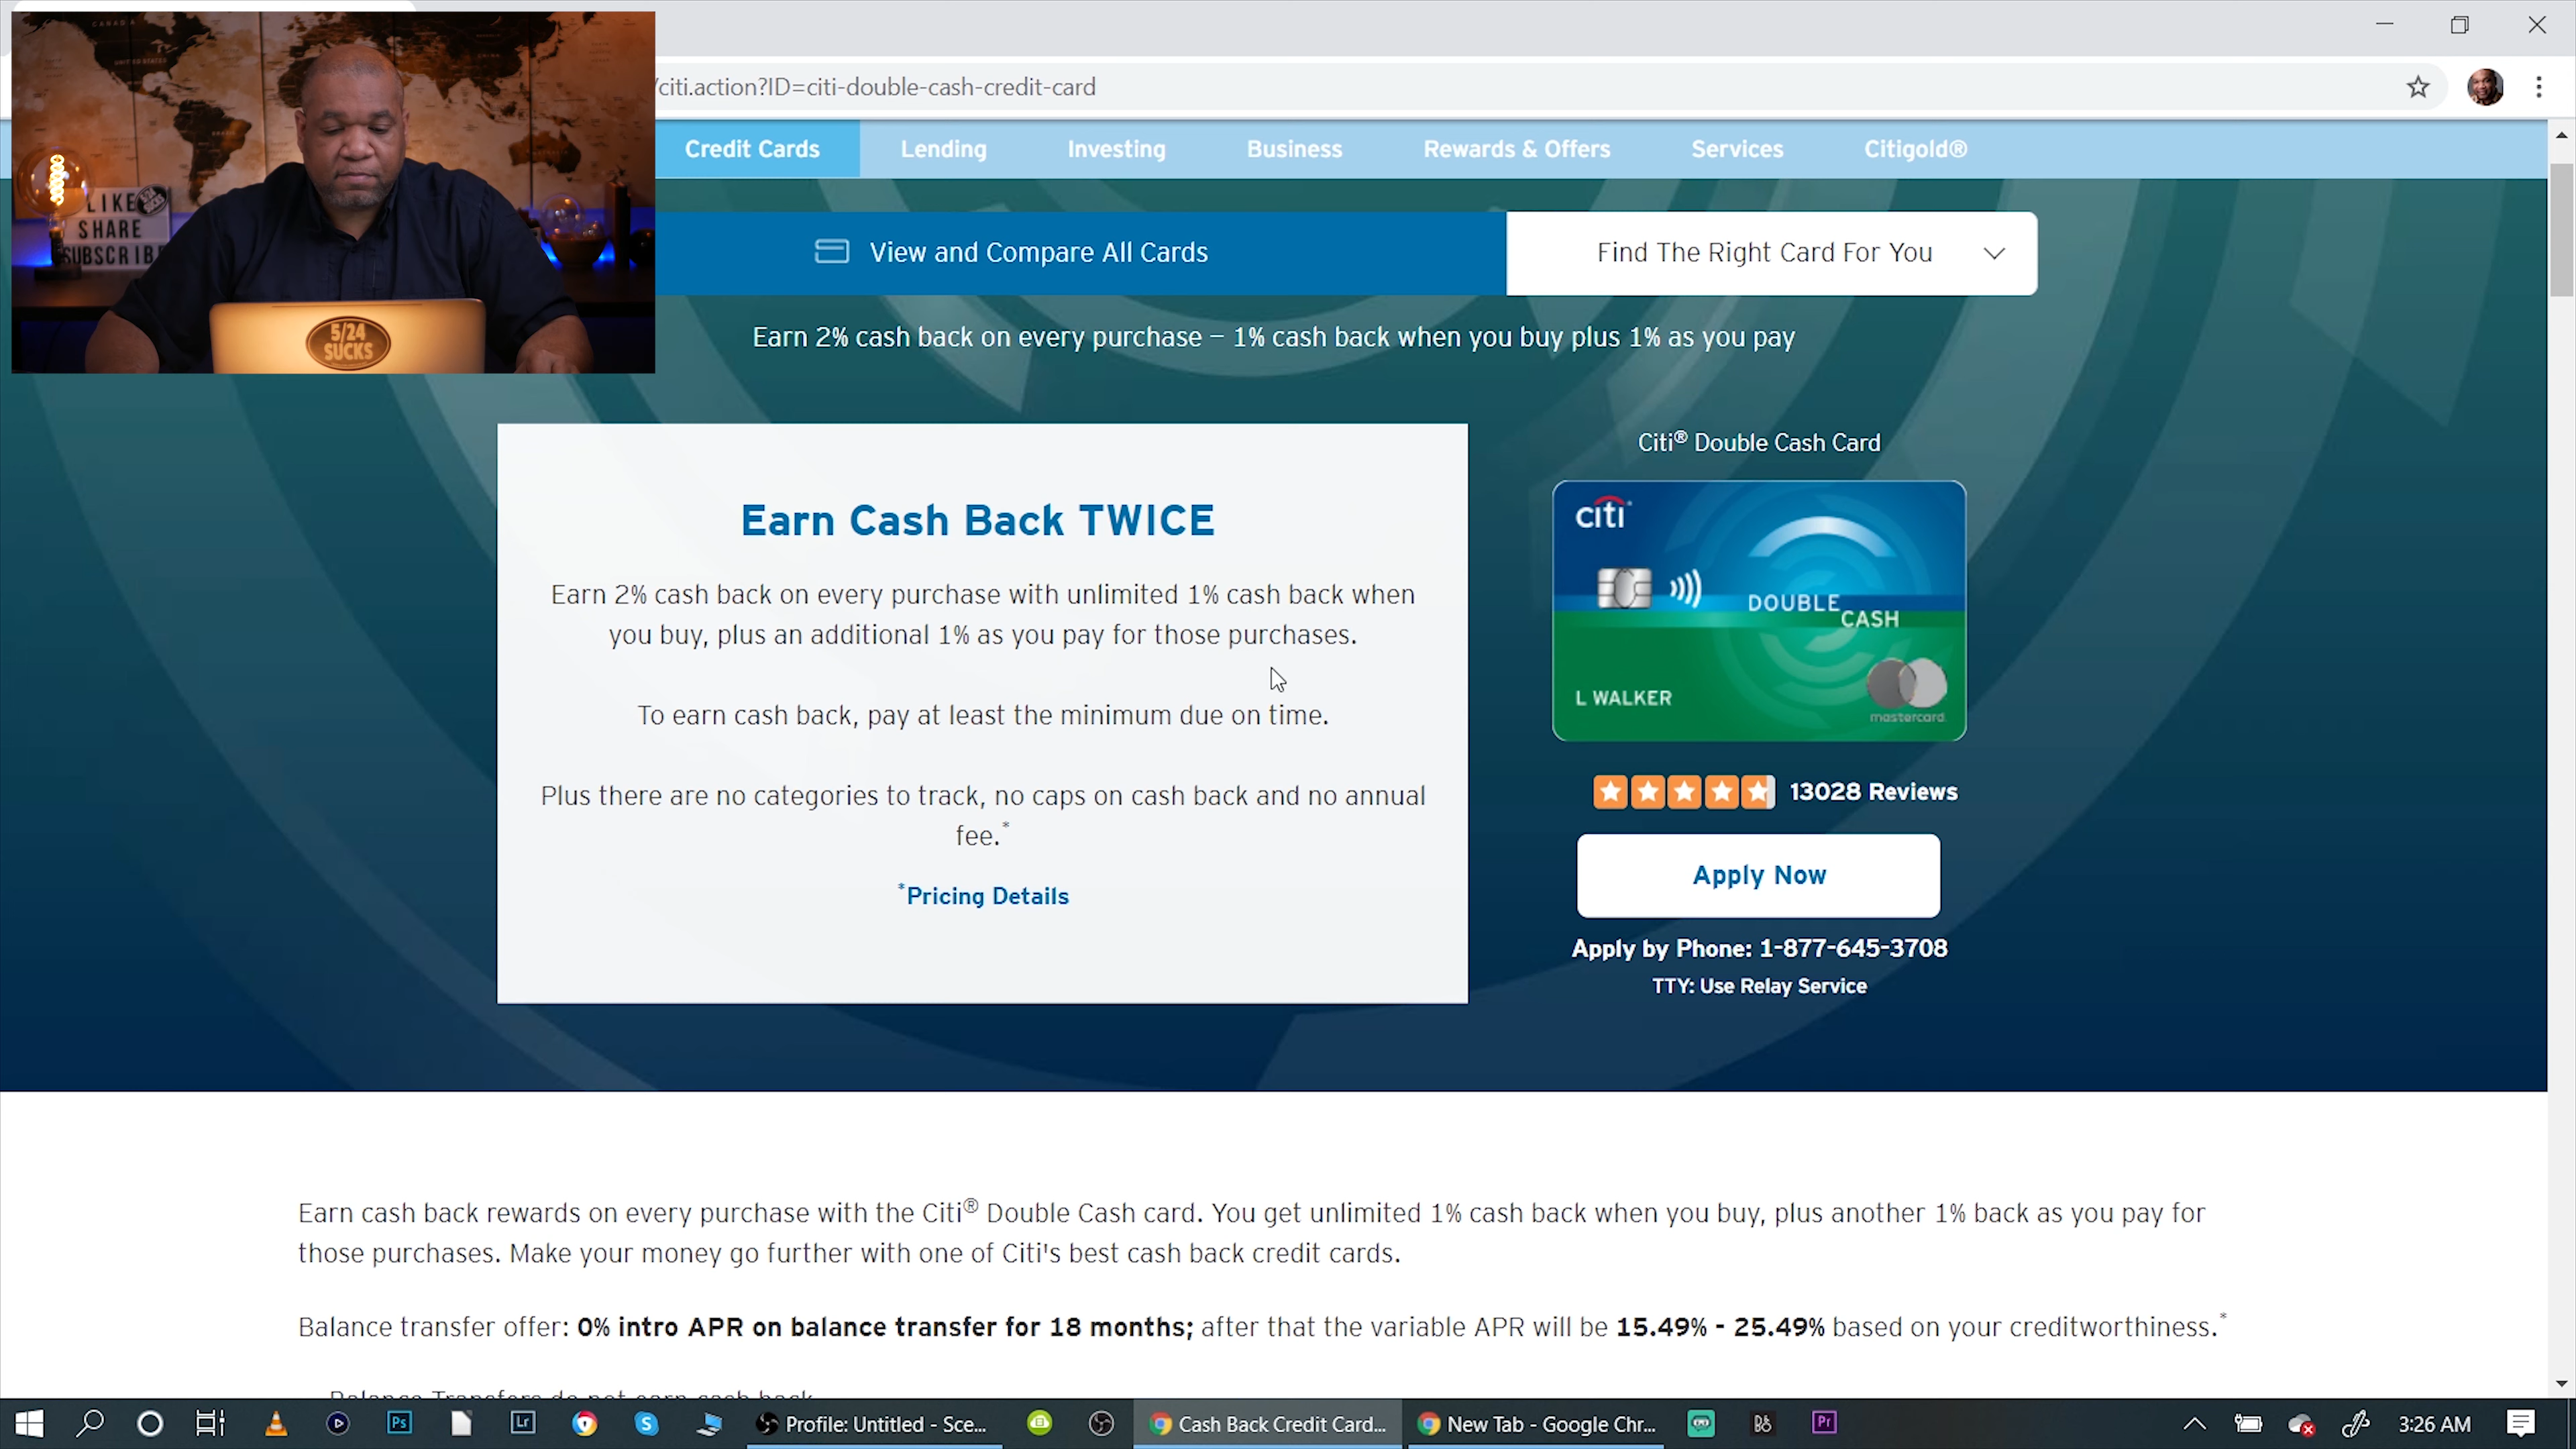 /citi.action?ID=citi-double-cash-credit-card
LIKE
SHARE
SUBSCRIBE
5/24
SUCKS
Credit Cards
Lending
Investing
Business
Rewards & Offers
Services
Citigold®
View and Compare All Cards
Find The Right Card For You
Earn 2% cash back on every purchase – 1% cash back when you buy plus 1% as you pay
Earn Cash Back TWICE
Earn 2% cash back on every purchase with unlimited 1% cash back when
you buy, plus an additional 1% as you pay for those purchases.
To earn cash back, pay at least the minimum due on time.
Plus there are no categories to track, no caps on cash back and no annual
fee.*
*Pricing Details
Citi® Double Cash Card
citi
DOUBLE
CASH
L WALKER
mastercard
13028 Reviews
Apply Now
Apply by Phone: 1-877-645-3708
TTY: Use Relay Service
Earn cash back rewards on every purchase with the Citi® Double Cash card. You get unlimited 1% cash back when you buy, plus another 1% back as you pay for
those purchases. Make your money go further with one of Citi's best cash back credit cards.
Balance transfer offer: 0% intro APR on balance transfer for 18 months; after that the variable APR will be 15.49% - 25.49% based on your creditworthiness.*
Balance Transfers do not earn cash back
Ps
Lr
Profile: Untitled - Sce...
Cash Back Credit Card...
New Tab - Google Chr...
Pr
3:26 AM